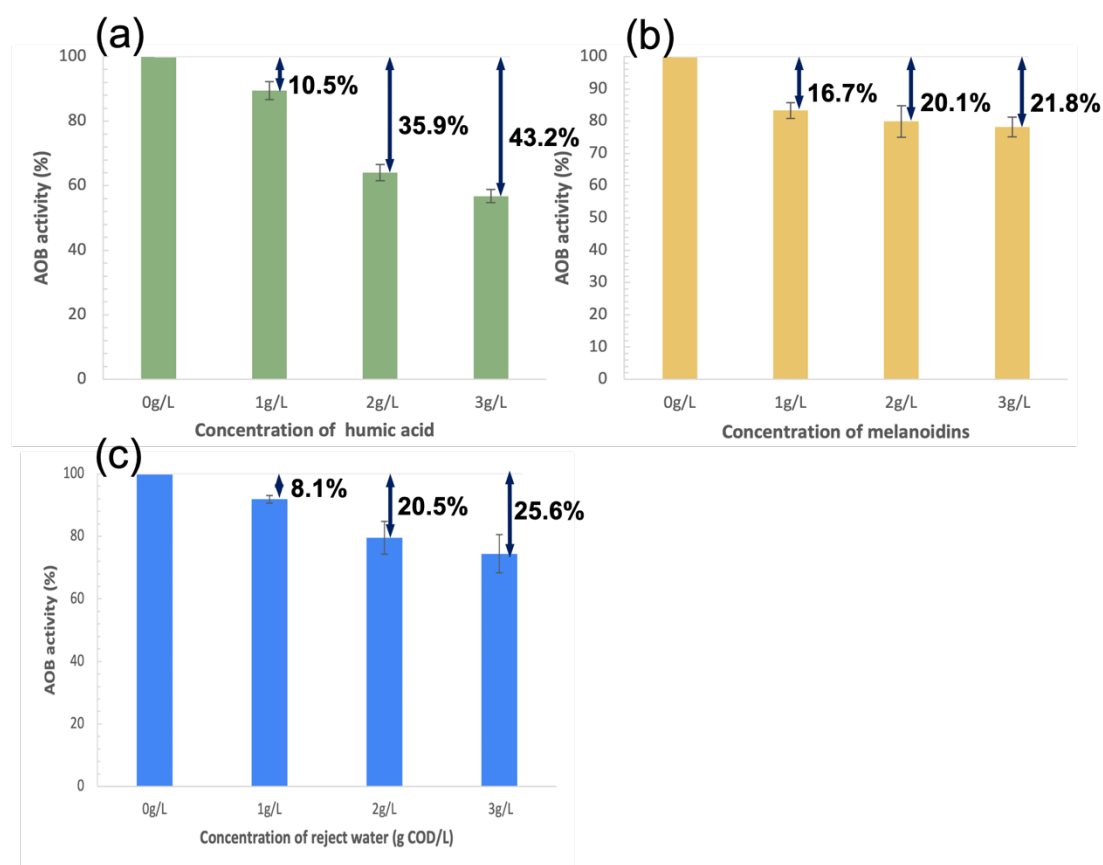 (a)
100
80
60
40
20
0
AOB activity (%)
10.5%
35.9%
43.2%
0g/L 1g/L 2g/L 3g/L
Concentration of humic acid
(b)
100
90
80
70
60
50
40
30
20
10
0
AOB activity (%)
16.7%
20.1%
21.8%
0g/L 1g/L 2g/L 3g/L
Concentration of melanoidins
(c)
100
80
60
40
20
0
AOB activity (%)
8.1%
20.5%
25.6%
0g/L 1g/L 2g/L 3g/L
Concentration of reject water (g COD/L)